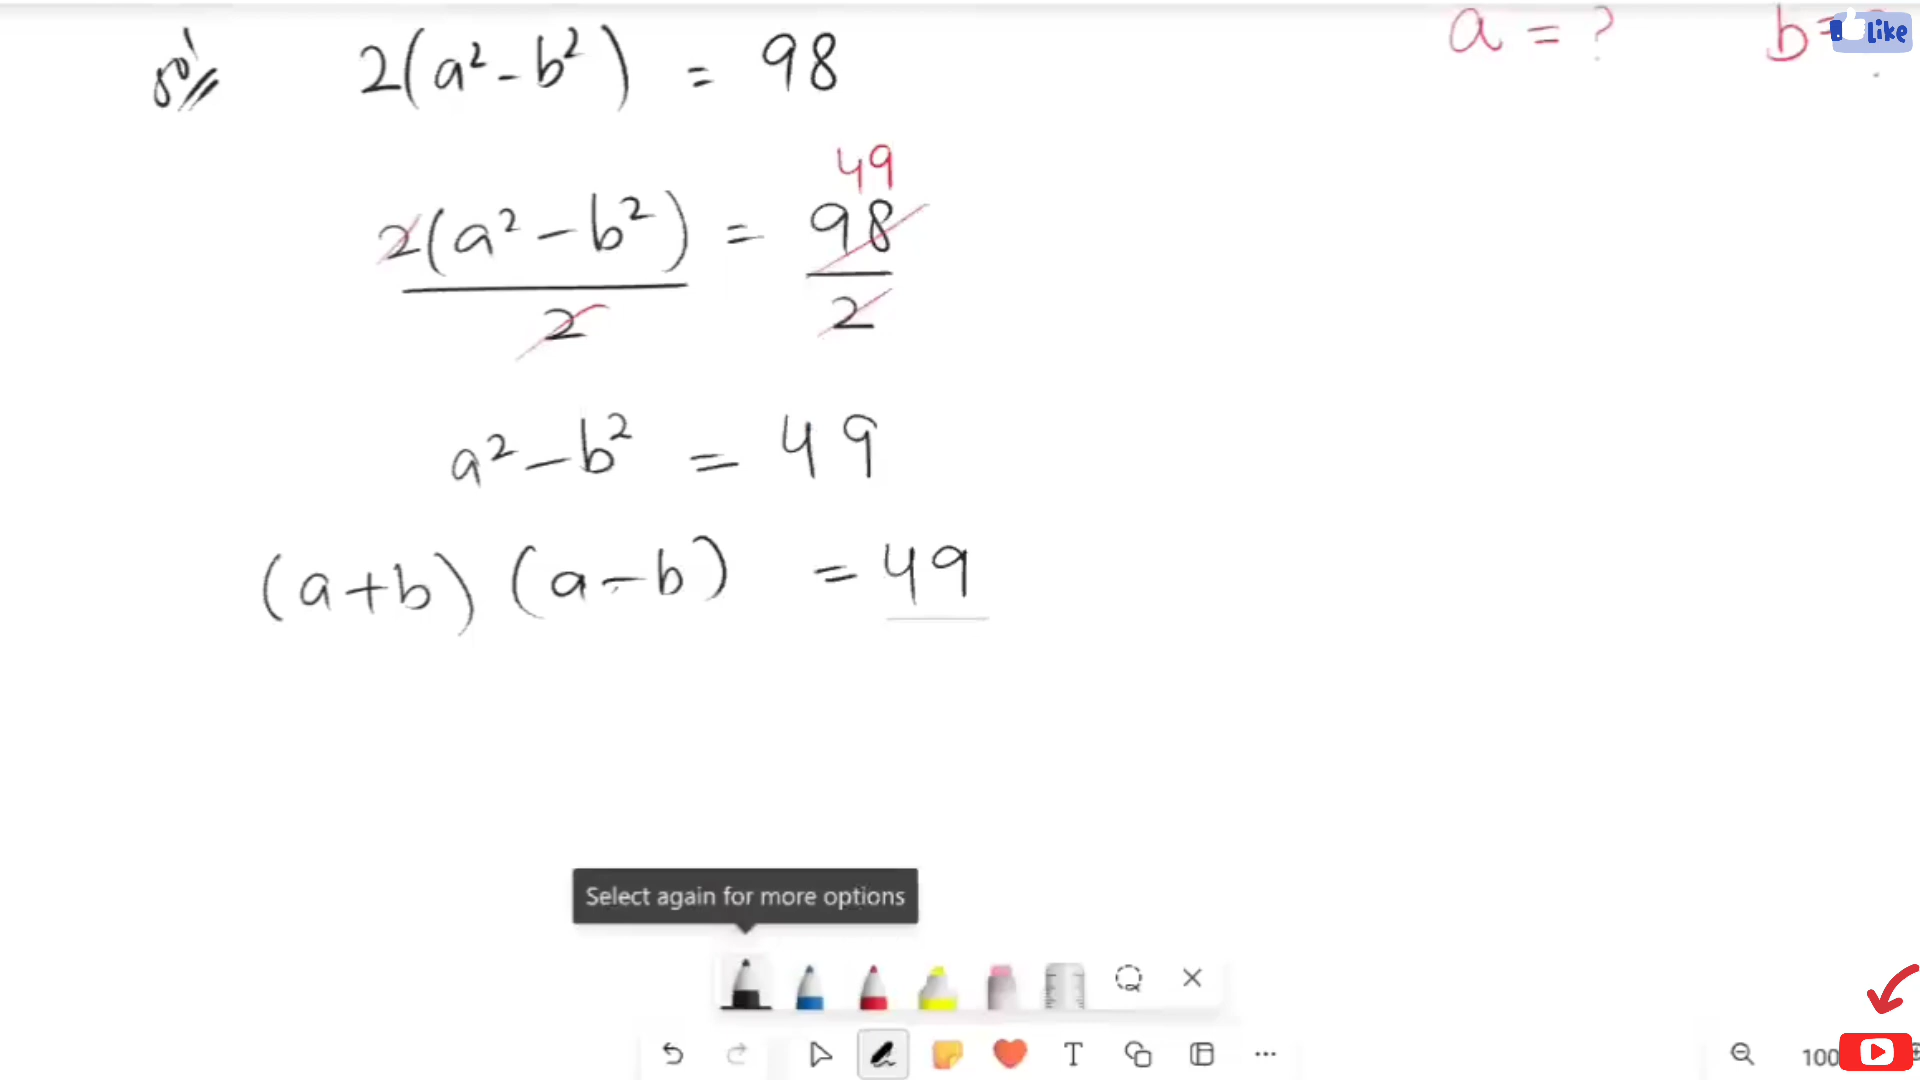 a = ? b = ?
Like
Sol
2(a² - b²) = 98
49
2(a² - b²) = 98
2 2
a² - b² = 49
(a + b) (a - b) = 49
Select again for more options
T
100